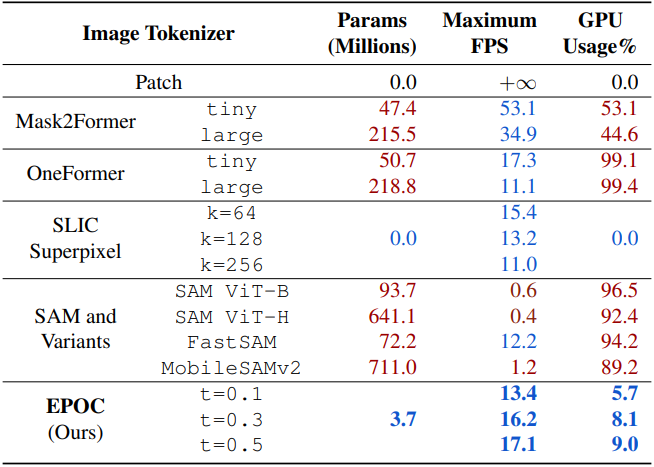 Image Tokenizer Params (Millions) Maximum FPS GPU Usage%
Patch 0.0 +∞ 0.0
Mask2Former tiny 47.4 53.1 53.1
large 215.5 34.9 44.6
OneFormer tiny 50.7 17.3 99.1
large 218.8 11.1 99.4
SLIC Superpixel k=64 15.4
k=128 0.0 13.2 0.0
k=256 11.0
SAM and Variants SAM ViT-B 93.7 0.6 96.5
SAM ViT-H 641.1 0.4 92.4
FastSAM 72.2 12.2 94.2
MobileSAMv2 711.0 1.2 89.2
EPOC (Ours) t=0.1 13.4 5.7
t=0.3 3.7 16.2 8.1
t=0.5 17.1 9.0